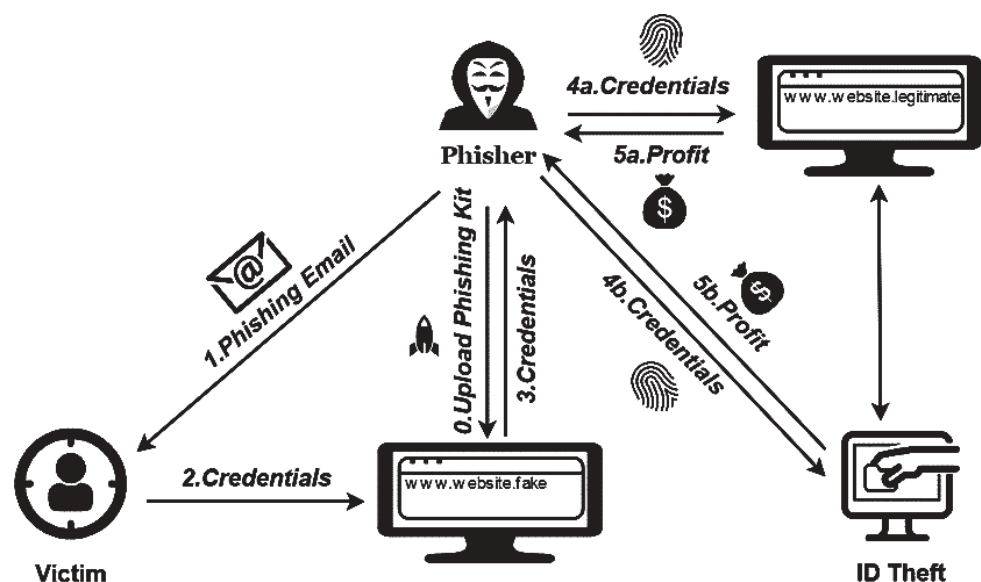 4a.Credentials
www.website.legitimate
Phisher
5a.Profit
$
@
1.Phishing Email
0.Upload Phishing Kit
3.Credentials
4b.Credentials
5b.Profit
$
2.Credentials
www.website.fake
Victim
ID Theft